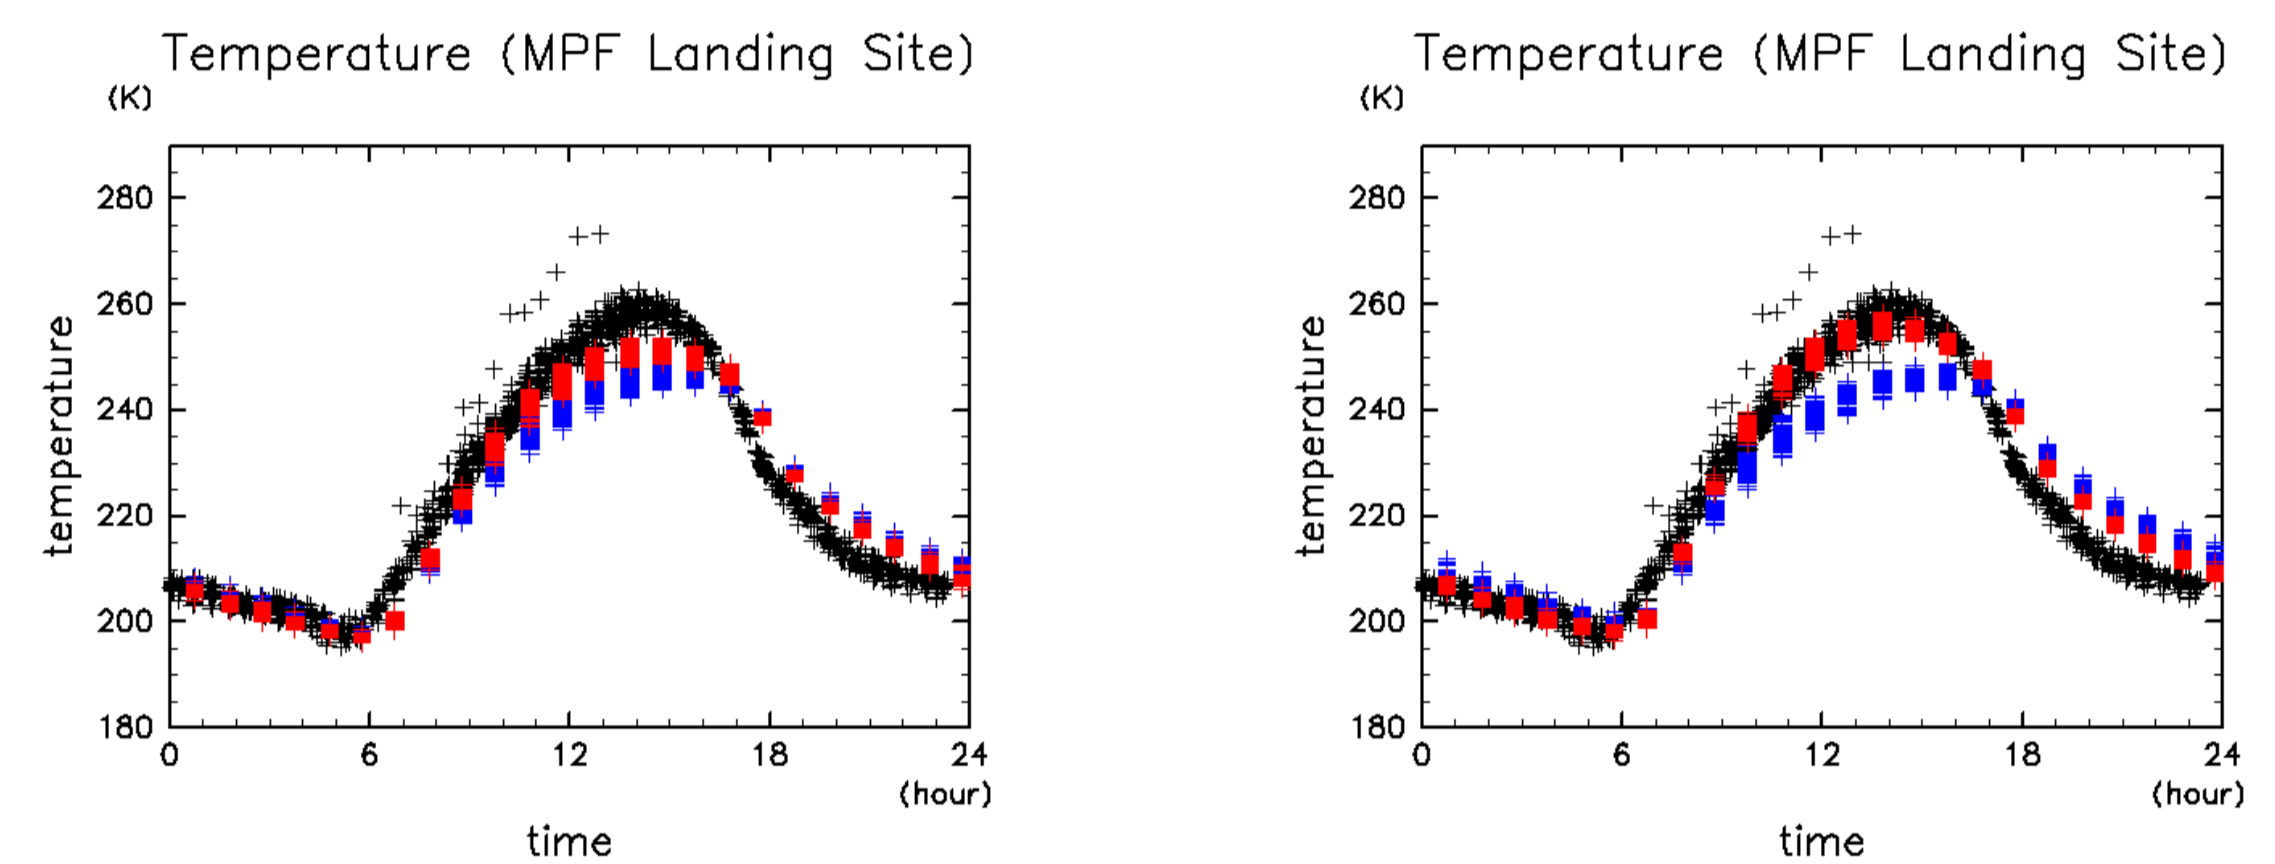 Temperature (MPF Landing Site)
(K)
280
260
240
220
200
180
0 6 12 18 24
(hour)
time
temperature
Temperature (MPF Landing Site)
(K)
280
260
240
220
200
180
0 6 12 18 24
(hour)
time
temperature